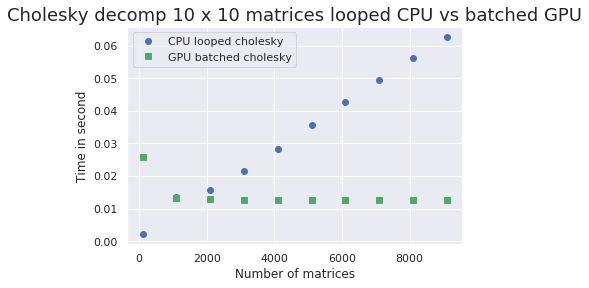 Cholesky decomp 10 x 10 matrices looped CPU vs batched GPU
CPU looped cholesky
GPU batched cholesky
0.06
0.05
0.04
0.03
0.02
0.01
0.00
Time in second
0 2000 4000 6000 8000
Number of matrices